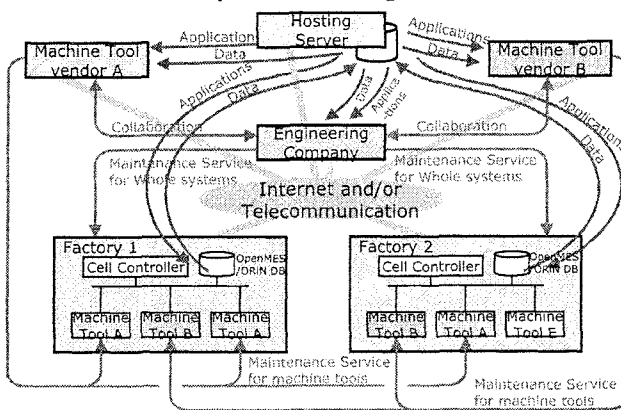 Hosting
Server
Applications
Data
Applications
Data
Machine Tool
vendor A
Machine Tool
vendor B
Applications
Data
Data
Applica
-tions
Applications
Data
Collaboration
Engineering
Company
Collaboration
Maintenance Service
for Whole systems
Maintenance Service
for Whole systems
Internet and/or
Telecommunication
Factory 1
Cell Controller
OpenMES
/ORiN DB
Machine
Tool A
Machine
Tool B
Machine
Tool A
Factory 2
Cell Controller
OpenMES
/ORiN DB
Machine
Tool B
Machine
Tool A
Machine
Tool E
Maintenance Service
for machine tools
Maintenance Service
for machine tools